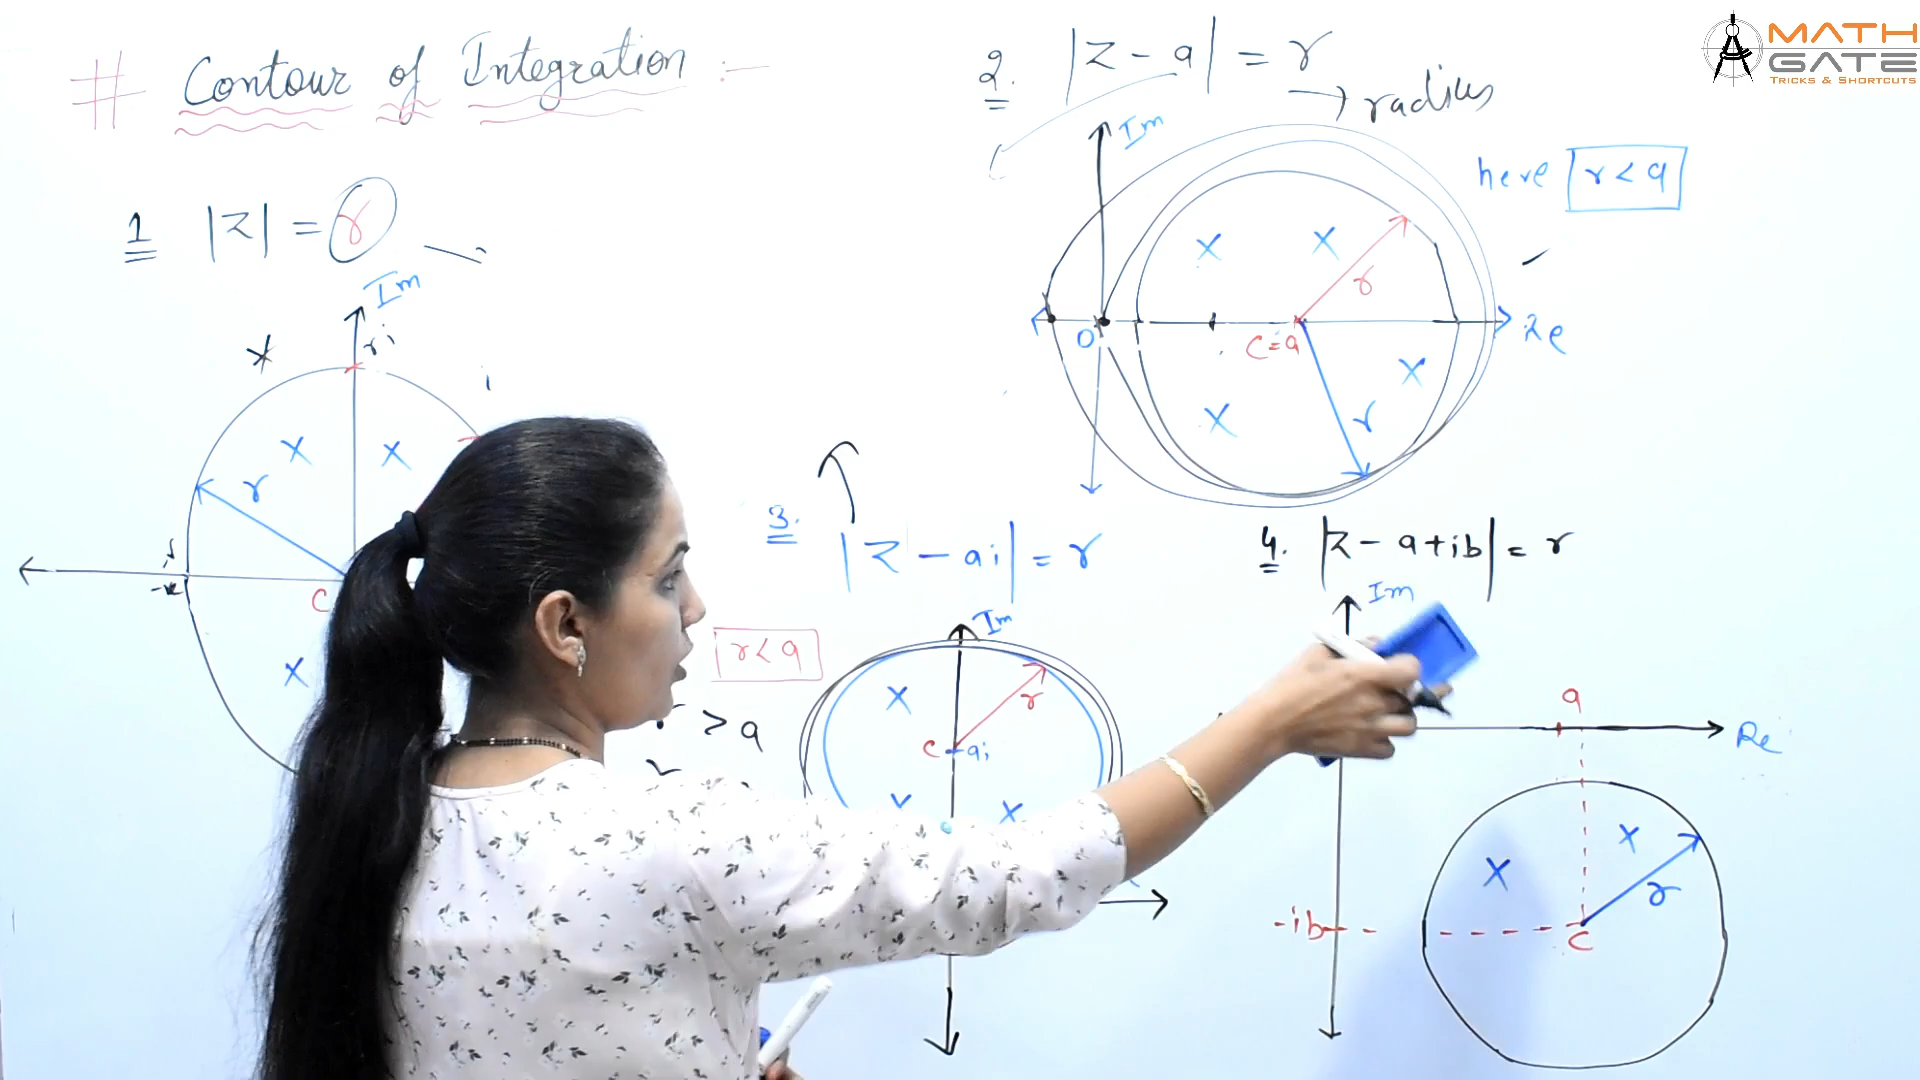 # Contour of Integration :-
1 |z| = r
Im
ri
r
X
X
X
C
2. |z - a| = r
→ radius
Im
here r < a
X
X
r
O
C = a
Re
X
X
r
3. |z - ai| = r
Im
r < a
> a
X
r
C
ai
X
4. |z - a + ib| = r
Im
a
Re
X
X
r
-ib
C
MATH
GATE
TRICKS & SHORTCUTS